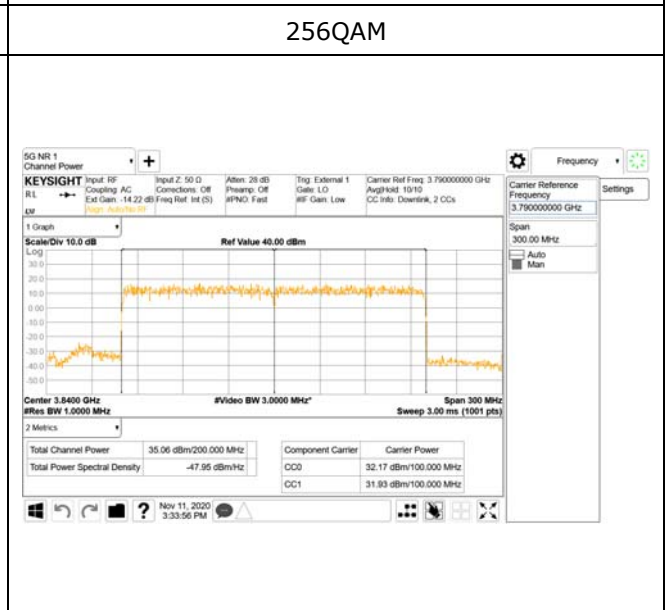 256QAM
5G NR 1
Channel Power
Frequency
KEYSIGHT
RL
Input: RF
Coupling: AC
Ext Gain: -14.22 dB
Align: Auto/No RF
Input Z: 50 Ω
Corrections: Off
Freq Ref: Int (S)
Atten: 28 dB
Preamp: Off
#PNO: Fast
Trig: External 1
Gate: LO
#IF Gain: Low
Carrier Ref Freq: 3.790000000 GHz
Avg|Hold: 10/10
CC Info: Downlink, 2 CCs
Carrier Reference
Frequency
3.790000000 GHz
Settings
Span
300.00 MHz
Auto
Man
1 Graph
Scale/Div 10.0 dB
Ref Value 40.00 dBm
Log
30.0
20.0
10.0
0.00
-10.0
-20.0
-30.0
-40.0
-50.0
Center 3.8400 GHz
#Video BW 3.0000 MHz*
Span 300 MHz
#Res BW 1.0000 MHz
Sweep 3.00 ms (1001 pts)
2 Metrics
Total Channel Power 35.06 dBm/200.000 MHz
Total Power Spectral Density -47.95 dBm/Hz
Component Carrier Carrier Power
CC0 32.17 dBm/100.000 MHz
CC1 31.93 dBm/100.000 MHz
?
Nov 11, 2020
3:33:56 PM